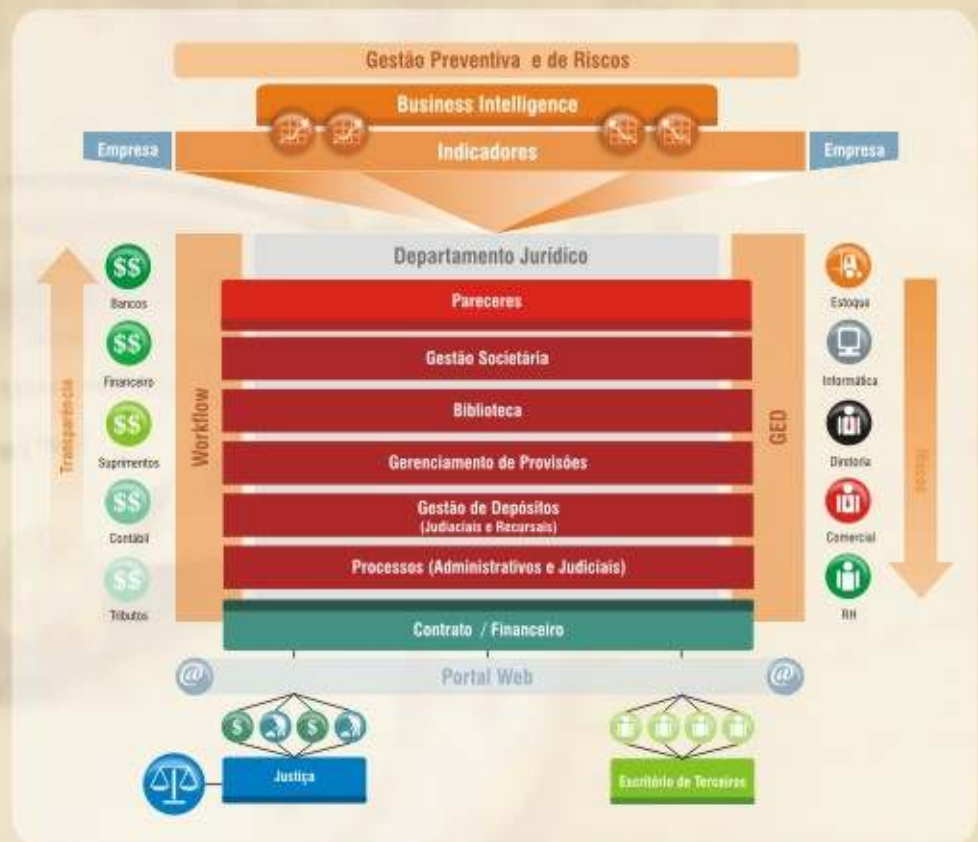 Gestão Preventiva e de Riscos
Business Intelligence
Empresa
Indicadores
Empresa
Departamento Jurídico
Pareceres
Gestão Societária
Biblioteca
Gerenciamento de Provisões
Gestão de Depósitos
(Judiaciais e Recursais)
Processos (Administrativos e Judiciais)
Contrato / Financeiro
Workflow
GED
Transparência
$$
Bancos
$$
Financeiro
$$
Suprimentos
$$
Contábil
$$
Tributos
Estoque
Informática
Diretoria
Comercial
RH
Riscos
@
Portal Web
@
$
$
Justiça
Escritório de Terceiros